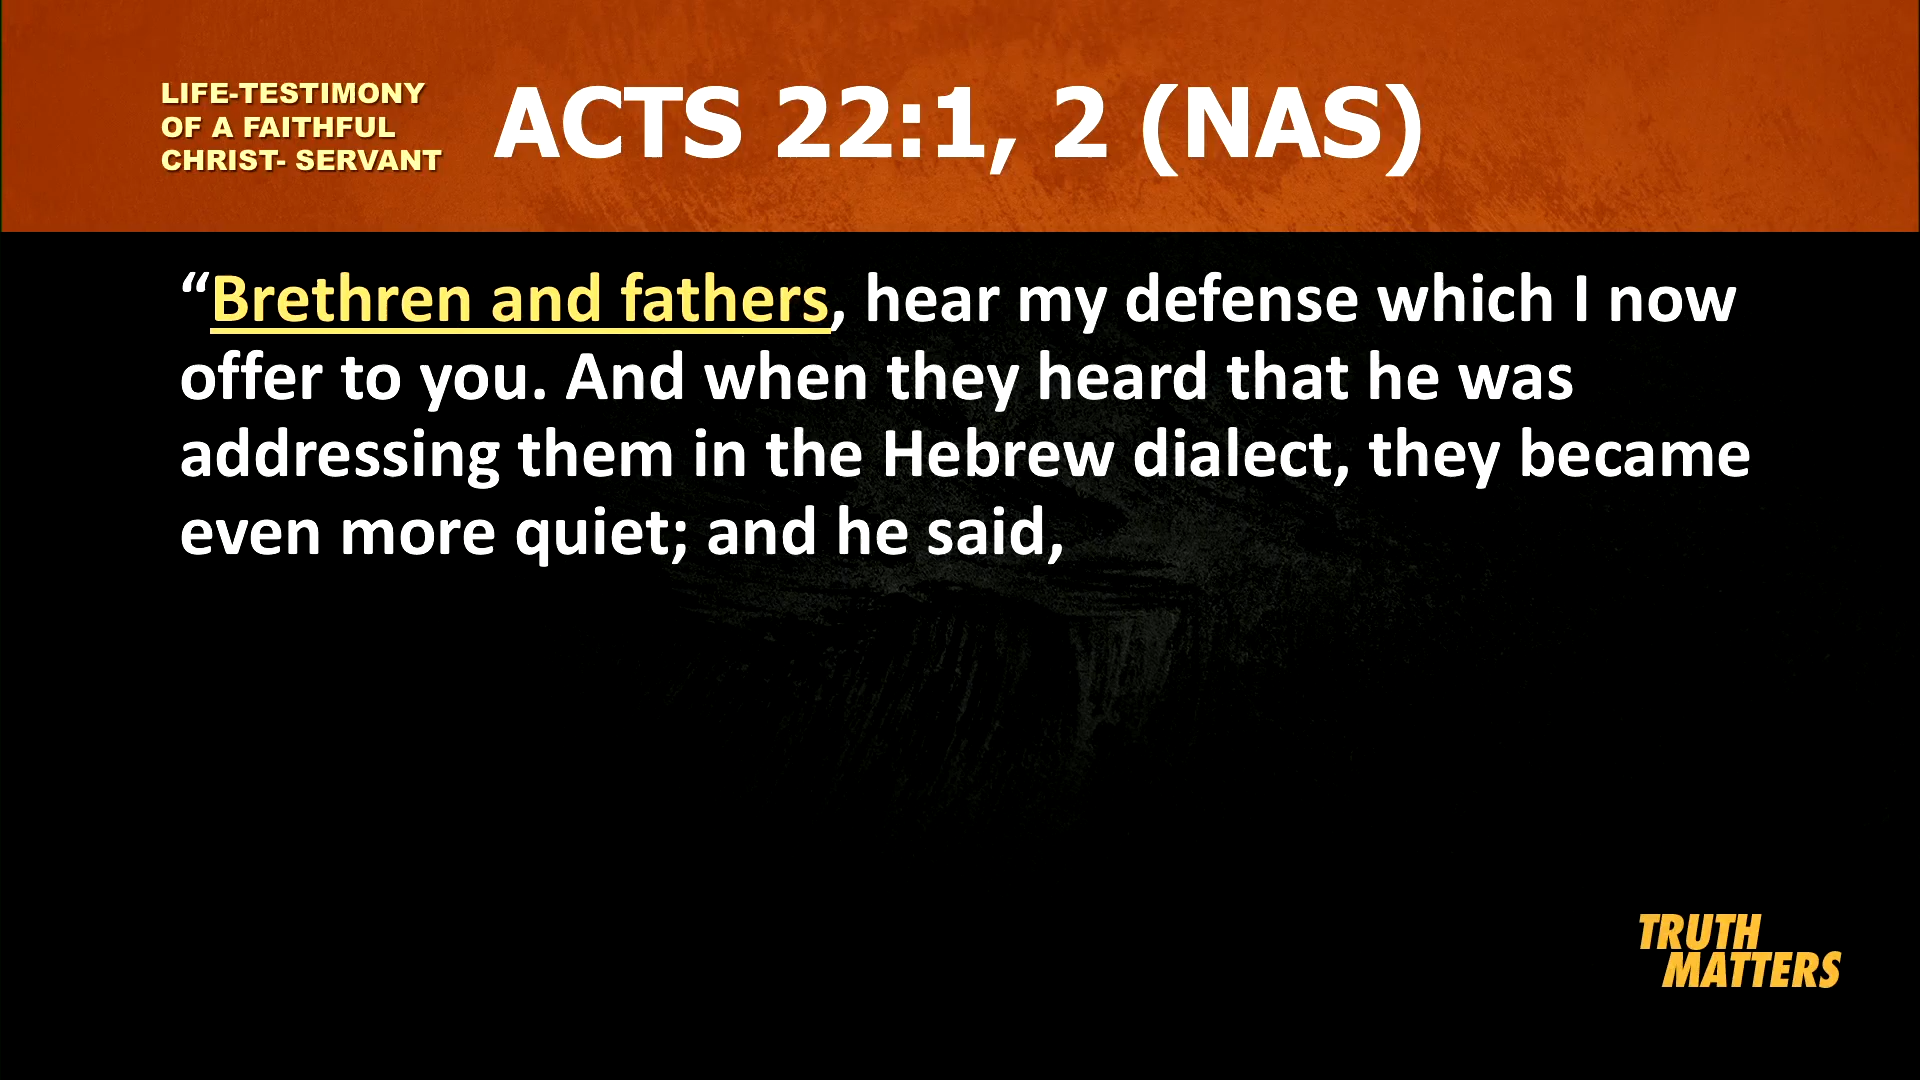 LIFE-TESTIMONY
OF A FAITHFUL
CHRIST- SERVANT
ACTS 22:1, 2 (NAS)
“Brethren and fathers, hear my defense which I now
offer to you. And when they heard that he was
addressing them in the Hebrew dialect, they became
even more quiet; and he said,
TRUTH
MATTERS